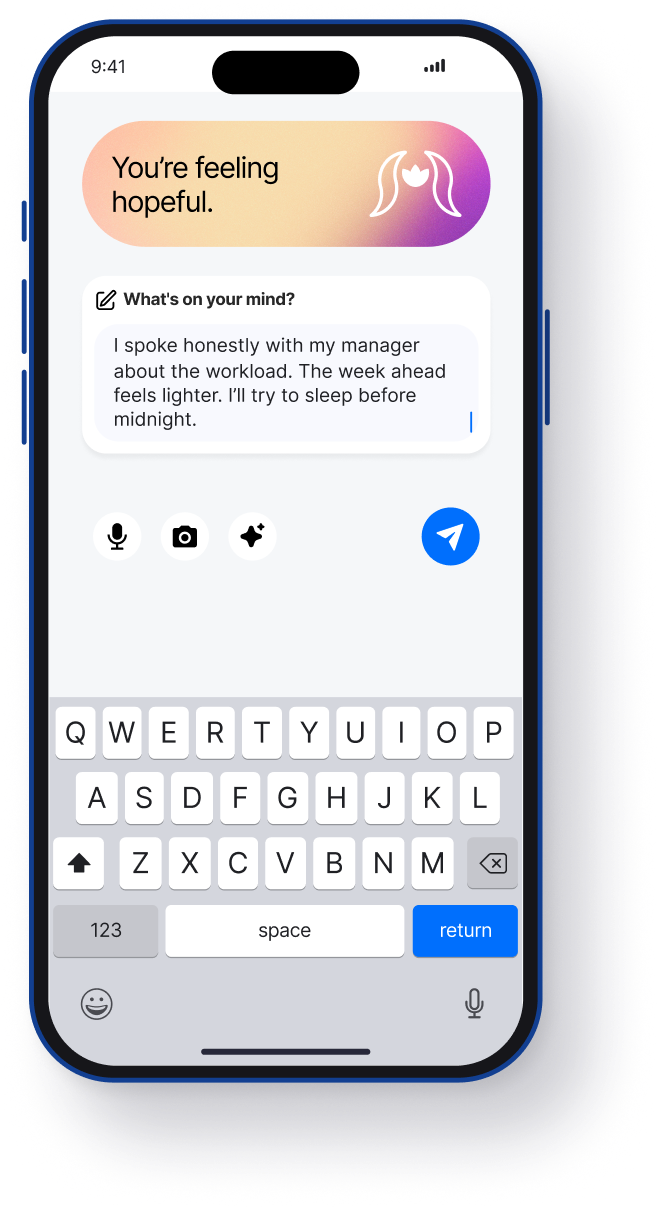 9:41
You’re feeling
hopeful.
What's on your mind?
I spoke honestly with my manager
about the workload. The week ahead
feels lighter. I’ll try to sleep before
midnight.
Q W E R T Y U I O P
A S D F G H J K L
Z X C V B N M
123 space return